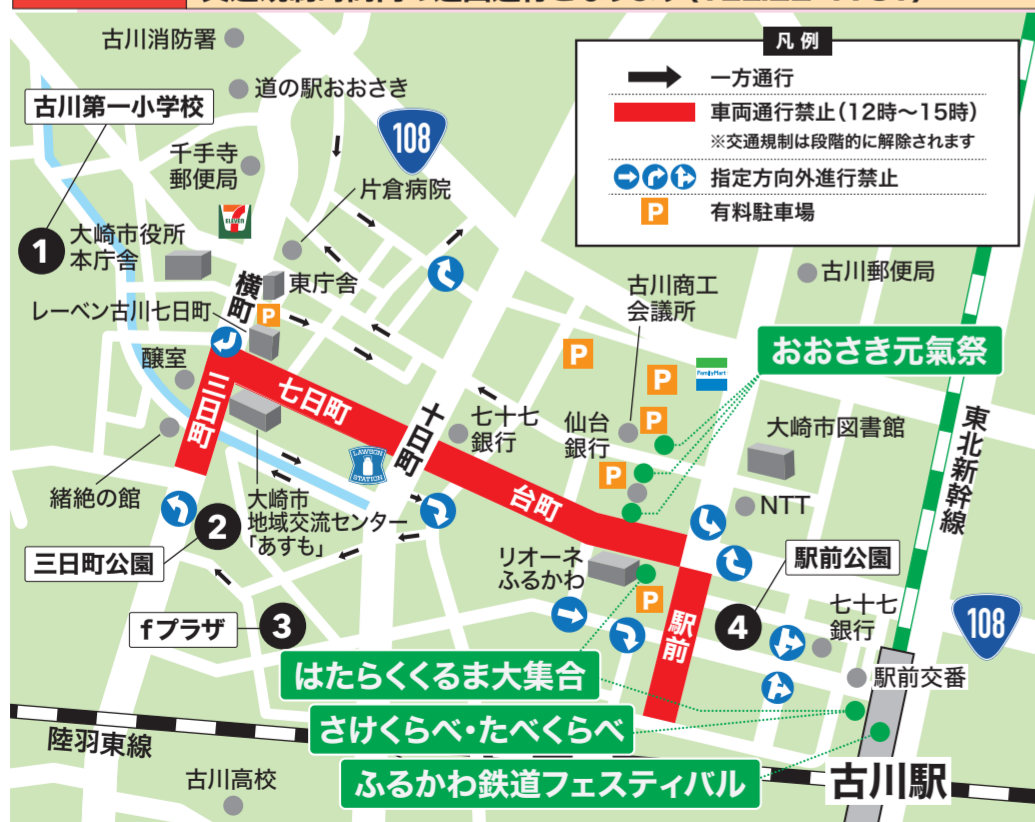 凡例
一方通行
車両通行禁止(12時～15時)
※交通規制は段階的に解除されます
指定方向外進行禁止
P
有料駐車場
古川消防署
道の駅おおさき
古川第一小学校
108
千手寺
郵便局
片倉病院
7
ELEVEN
1
大崎市役所
本庁舎
横町
東庁舎
P
レーベン古川七日町
醸室
三日町
七日町
十日町
LAWSON
STATION
七十七
銀行
古川商工
会議所
古川郵便局
P
P
P
FamilyMart
おおさき元氣祭
仙台
銀行
P
大崎市図書館
東北新幹線
緒絶の館
2
大崎市
地域交流センター
「あすも」
台町
NTT
三日町公園
リオーネ
ふるかわ
P
駅前
駅前公園
4
fプラザ
3
七十七
銀行
108
駅前交番
はたらくくるま大集合
さけくらべ・たべくらべ
ふるかわ鉄道フェスティバル
陸羽東線
古川高校
古川駅